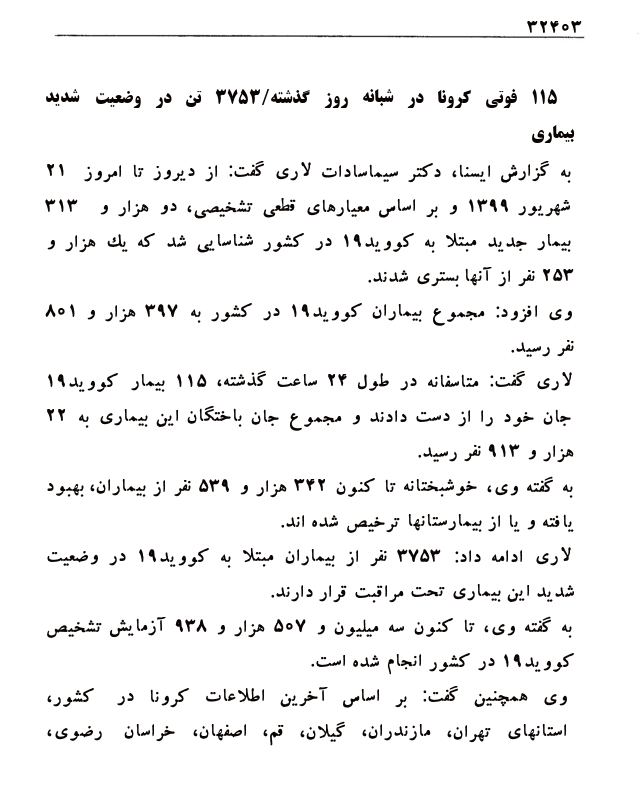 ۳۲۴۰۳
۱۱۵ فوتی کرونا در شبانه روز گذشته/۳۷۵۳ تن در وضعیت شدید
بیماری
به گزارش ایسنا، دکتر سیماسادات لاری گفت: از دیروز تا امروز ۲۱
شهریور ۱۳۹۹ و بر اساس معیارهای قطعی تشخیصی، دو هزار و ۳۱۳
بیمار جدید مبتلا به کووید۱۹ در کشور شناسایی شد که یك هزار و
۲۵۳ نفر از آنها بستری شدند.
وی افزود: مجموع بیماران کووید۱۹ در کشور به ۳۹۷ هزار و ۸۰۱
نفر رسید.
لاری گفت: متاسفانه در طول ۲۴ ساعت گذشته، ۱۱۵ بیمار کووید۱۹
جان خود را از دست دادند و مجموع جان باختگان این بیماری به ۲۲
هزار و ۹۱۳ نفر رسید.
به گفته وی، خوشبختانه تا کنون ۳۴۲ هزار و ۵۳۹ نفر از بیماران، بهبود
یافته و یا از بیمارستانها ترخیص شده اند.
لاری ادامه داد: ۳۷۵۳ نفر از بیماران مبتلا به کووید۱۹ در وضعیت
شدید این بیماری تحت مراقبت قرار دارند.
به گفته وی، تا کنون سه میلیون و ۵۰۷ هزار و ۹۳۸ آزمایش تشخیص
کووید۱۹ در کشور انجام شده است.
وی همچنین گفت: بر اساس آخرین اطلاعات کرونا در کشور،
استانهای تهران، مازندران، گیلان، قم، اصفهان، خراسان رضوی،